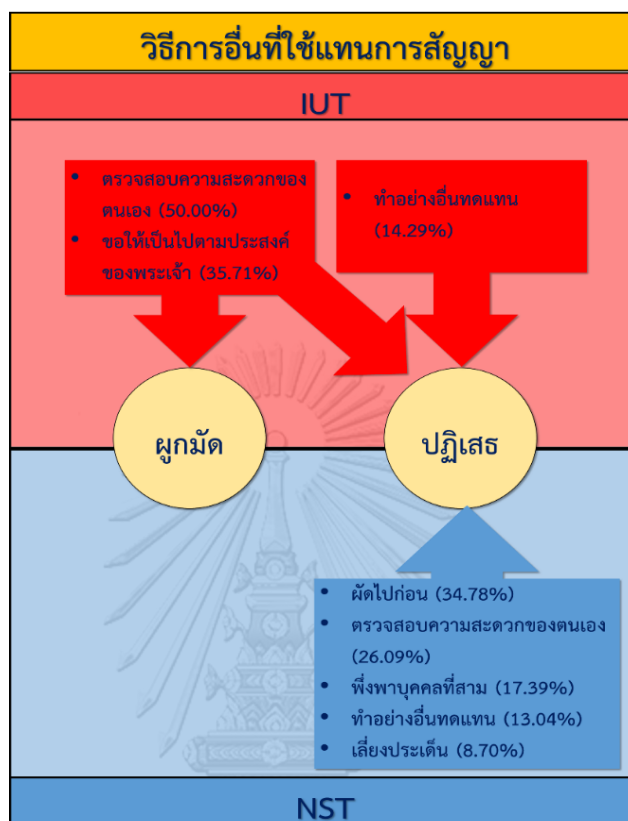 วิธีการอื่นที่ใช้แทนการสัญญา
IUT
• ตรวจสอบความสะดวกของ
ตนเอง (50.00%)
• ขอให้เป็นไปตามประสงค์
ของพระเจ้า (35.71%)
• ทำอย่างอื่นทดแทน
(14.29%)
ผูกมัด
ปฏิเสธ
• ผัดไปก่อน (34.78%)
• ตรวจสอบความสะดวกของตนเอง
(26.09%)
• พึ่งพาบุคคลที่สาม (17.39%)
• ทำอย่างอื่นทดแทน (13.04%)
• เลี่ยงประเด็น (8.70%)
NST